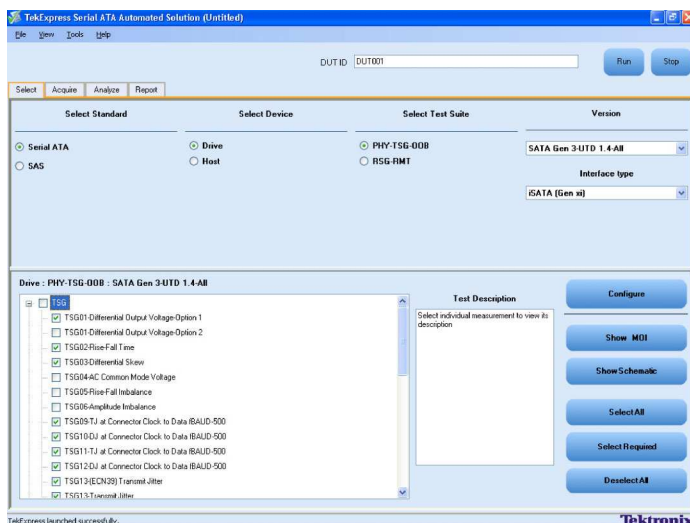 TekExpress Serial ATA Automated Solution (Untitled)
File View Tools Help
DUT ID DUT001 Run Stop
Select Acquire Analyze Report
Select Standard Select Device Select Test Suite Version
Serial ATA Drive PHY-TSG-OOB SATA Gen 3-UTD 1.4-All
SAS Host RSG-RMT Interface type
iSATA (Gen xi)
Drive : PHY-TSG-OOB : SATA Gen 3-UTD 1.4-All
TSG
TSG01-Differential Output Voltage-Option 1
TSG01-Differential Output Voltage-Option 2
TSG02-Rise-Fall Time
TSG03-Differential Skew
TSG04-AC Common Mode Voltage
TSG05-Rise-Fall Imbalance
TSG06-Amplitude Imbalance
TSG09-TJ at Connector Clock to Data fBAUD-500
TSG10-DJ at Connector Clock to Data fBAUD-500
TSG11-TJ at Connector Clock to Data fBAUD-500
TSG12-DJ at Connector Clock to Data fBAUD-500
TSG13-(ECN39) Transmit Jitter
TSG13-Transmit Jitter
Test Description
Select individual measurement to view its
description
Configure
Show MOI
Show Schematic
Select All
Select Required
Deselect All
TekExpress launched successfully.
Tektronix